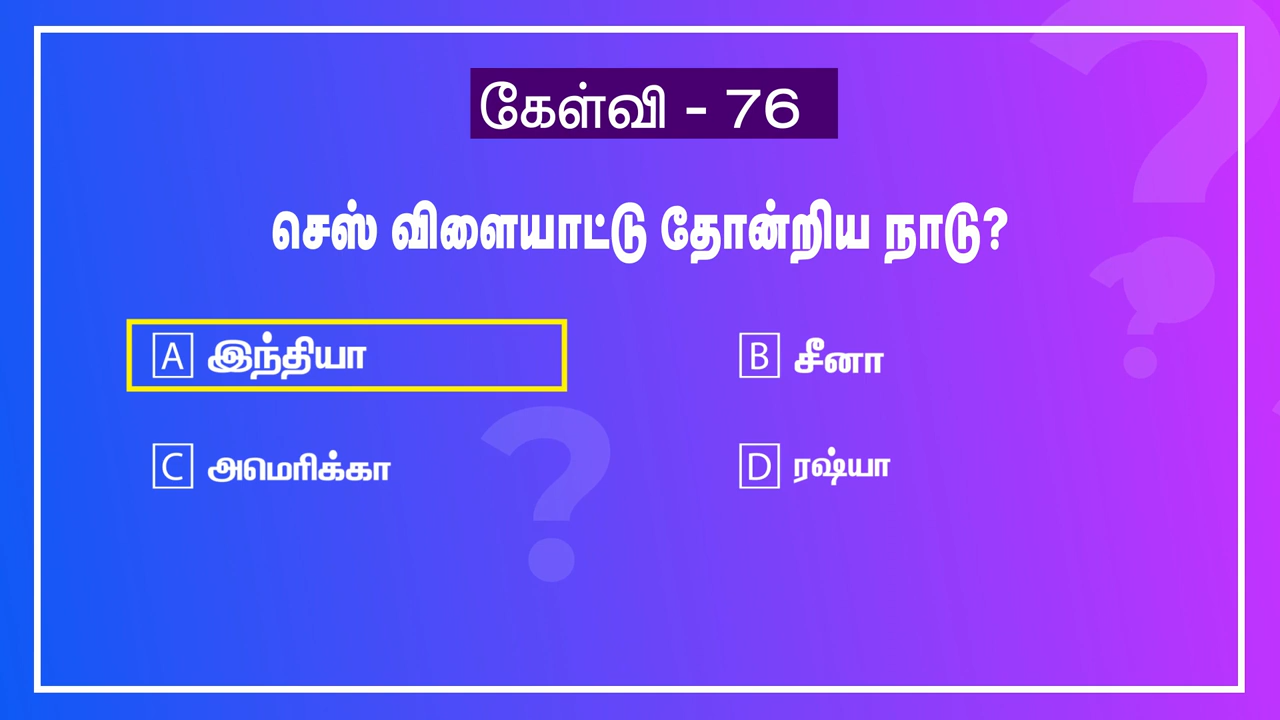 கேள்வி - 76
செஸ் விளையாட்டு தோன்றிய நாடு?
A இந்தியா
B சீனா
C அமெரிக்கா
D ரஷ்யா